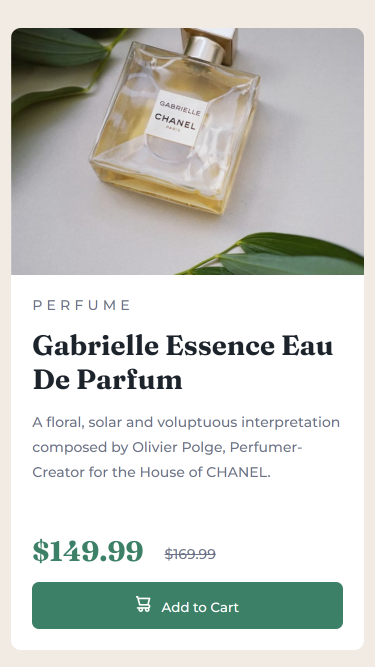 GABRIELLE
CHANEL
PARIS
PERFUME
Gabrielle Essence Eau
De Parfum
A floral, solar and voluptuous interpretation
composed by Olivier Polge, Perfumer-
Creator for the House of CHANEL.
$149.99 $169.99
Add to Cart